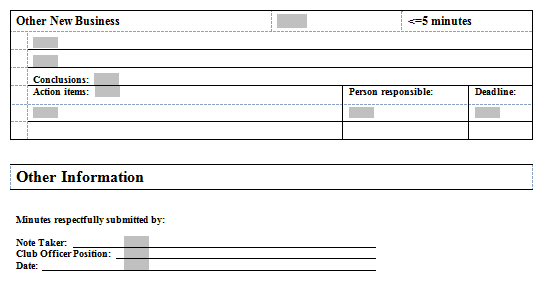 Other New Business <=5 minutes
Conclusions:
Action items: Person responsible: Deadline:
Other Information
Minutes respectfully submitted by:
Note Taker:
Club Officer Position:
Date: